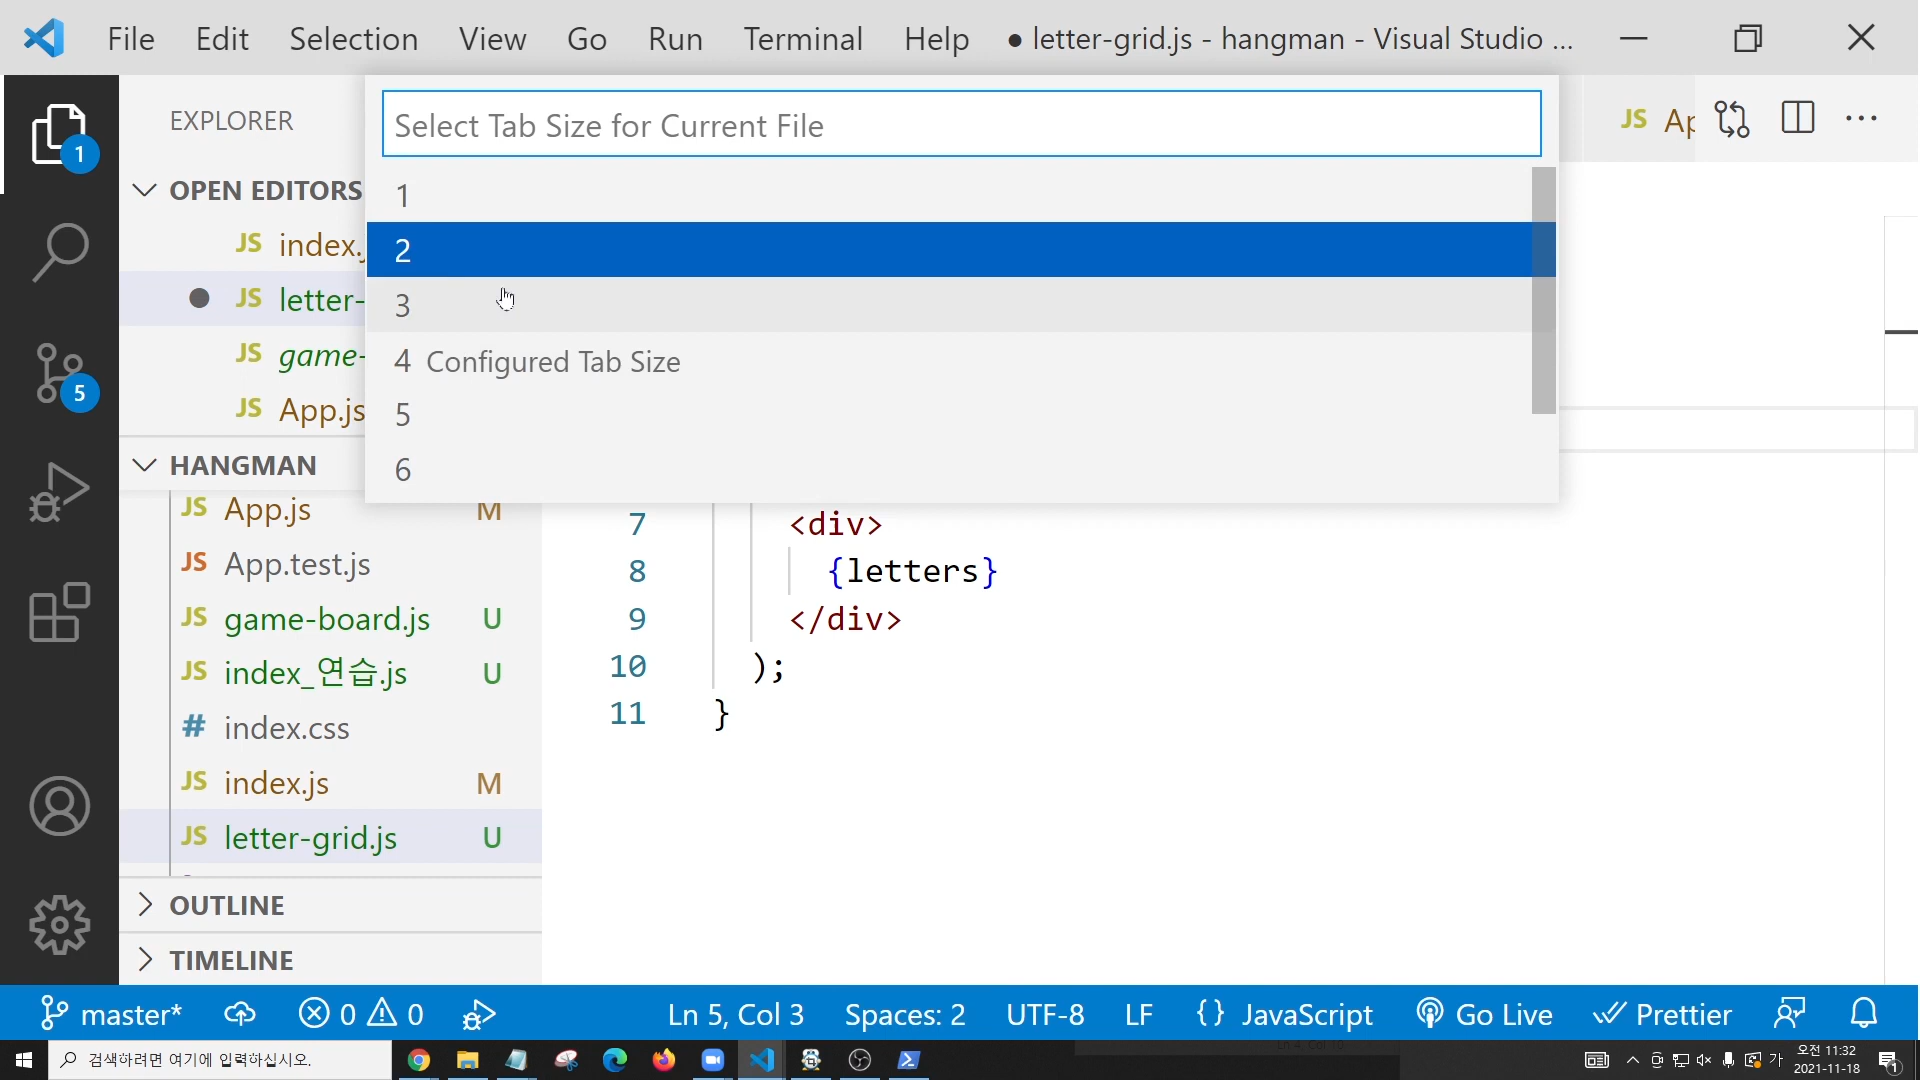 File Edit Selection View Go Run Terminal Help ● letter-grid.js - hangman - Visual Studio ...
EXPLORER
Select Tab Size for Current File
JS Ap
1
OPEN EDITORS
1
JS index.j
2
● JS letter-
3
JS game-
4 Configured Tab Size
JS App.js
5
5
HANGMAN
6
JS App.js M
7 <div>
JS App.test.js
8 {letters}
JS game-board.js U
9 </div>
JS index_연습.js U
10 );
# index.css
11 }
JS index.js M
JS letter-grid.js U
OUTLINE
TIMELINE
master* 0 0 Ln 5, Col 3 Spaces: 2 UTF-8 LF {} JavaScript Go Live Prettier
검색하려면 여기에 입력하십시오. 가 오전 11:32 1
2021-11-18